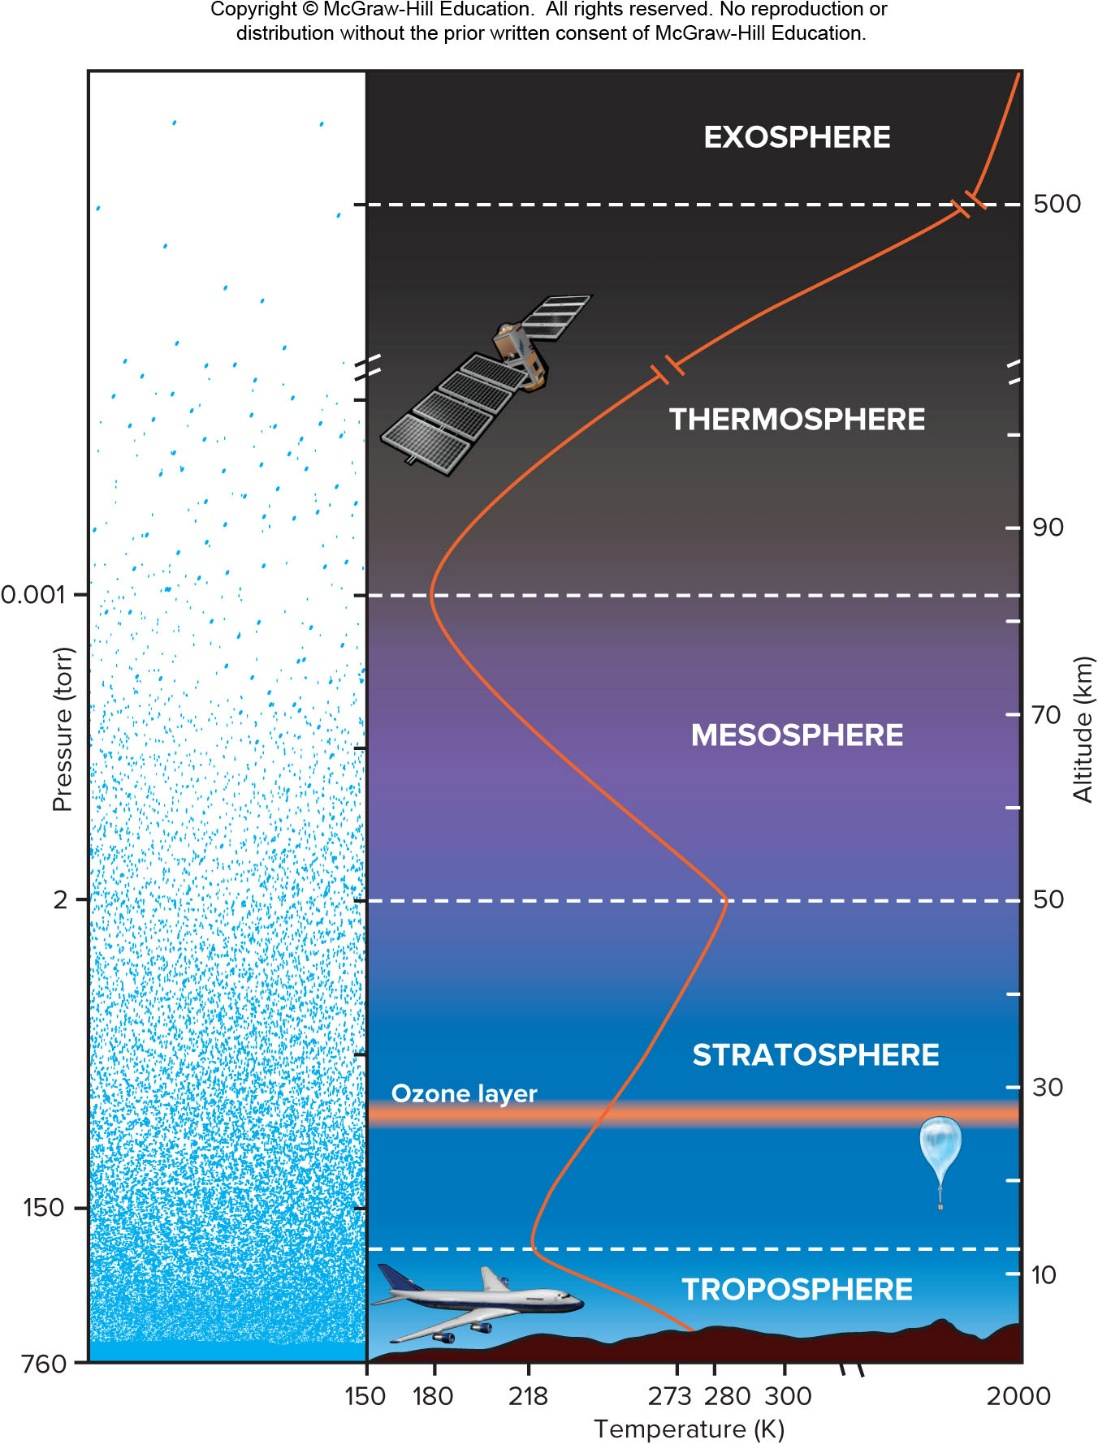 Copyright © McGraw-Hill Education.  All rights reserved. No reproduction or
distribution without the prior written consent of McGraw-Hill Education.
EXOSPHERE
500
THERMOSPHERE
90
0.001
Pressure (torr)
Altitude (km)
70
MESOSPHERE
2
50
STRATOSPHERE
30
Ozone layer
150
10
TROPOSPHERE
760
150 180 218 273 280 300 2000
Temperature (K)